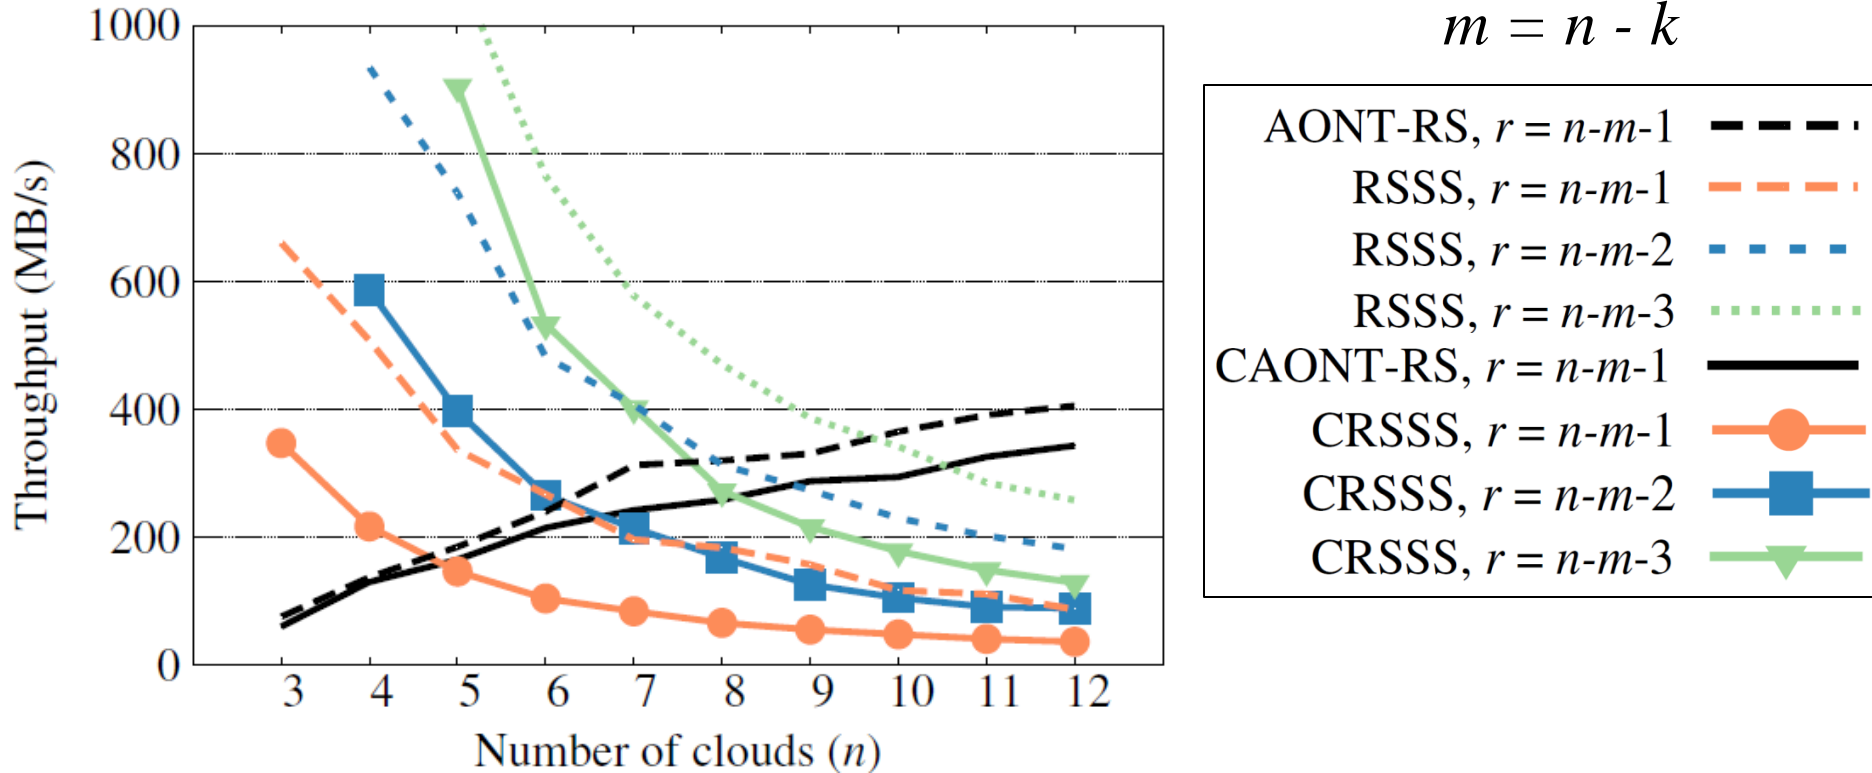 1000
800
600
400
200
0
Throughput (MB/s)
3 4 5 6 7 8 9 10 11 12
Number of clouds (n)
m = n - k
AONT-RS, r = n-m-1
RSSS, r = n-m-1
RSSS, r = n-m-2
RSSS, r = n-m-3
CAONT-RS, r = n-m-1
CRSSS, r = n-m-1
CRSSS, r = n-m-2
CRSSS, r = n-m-3